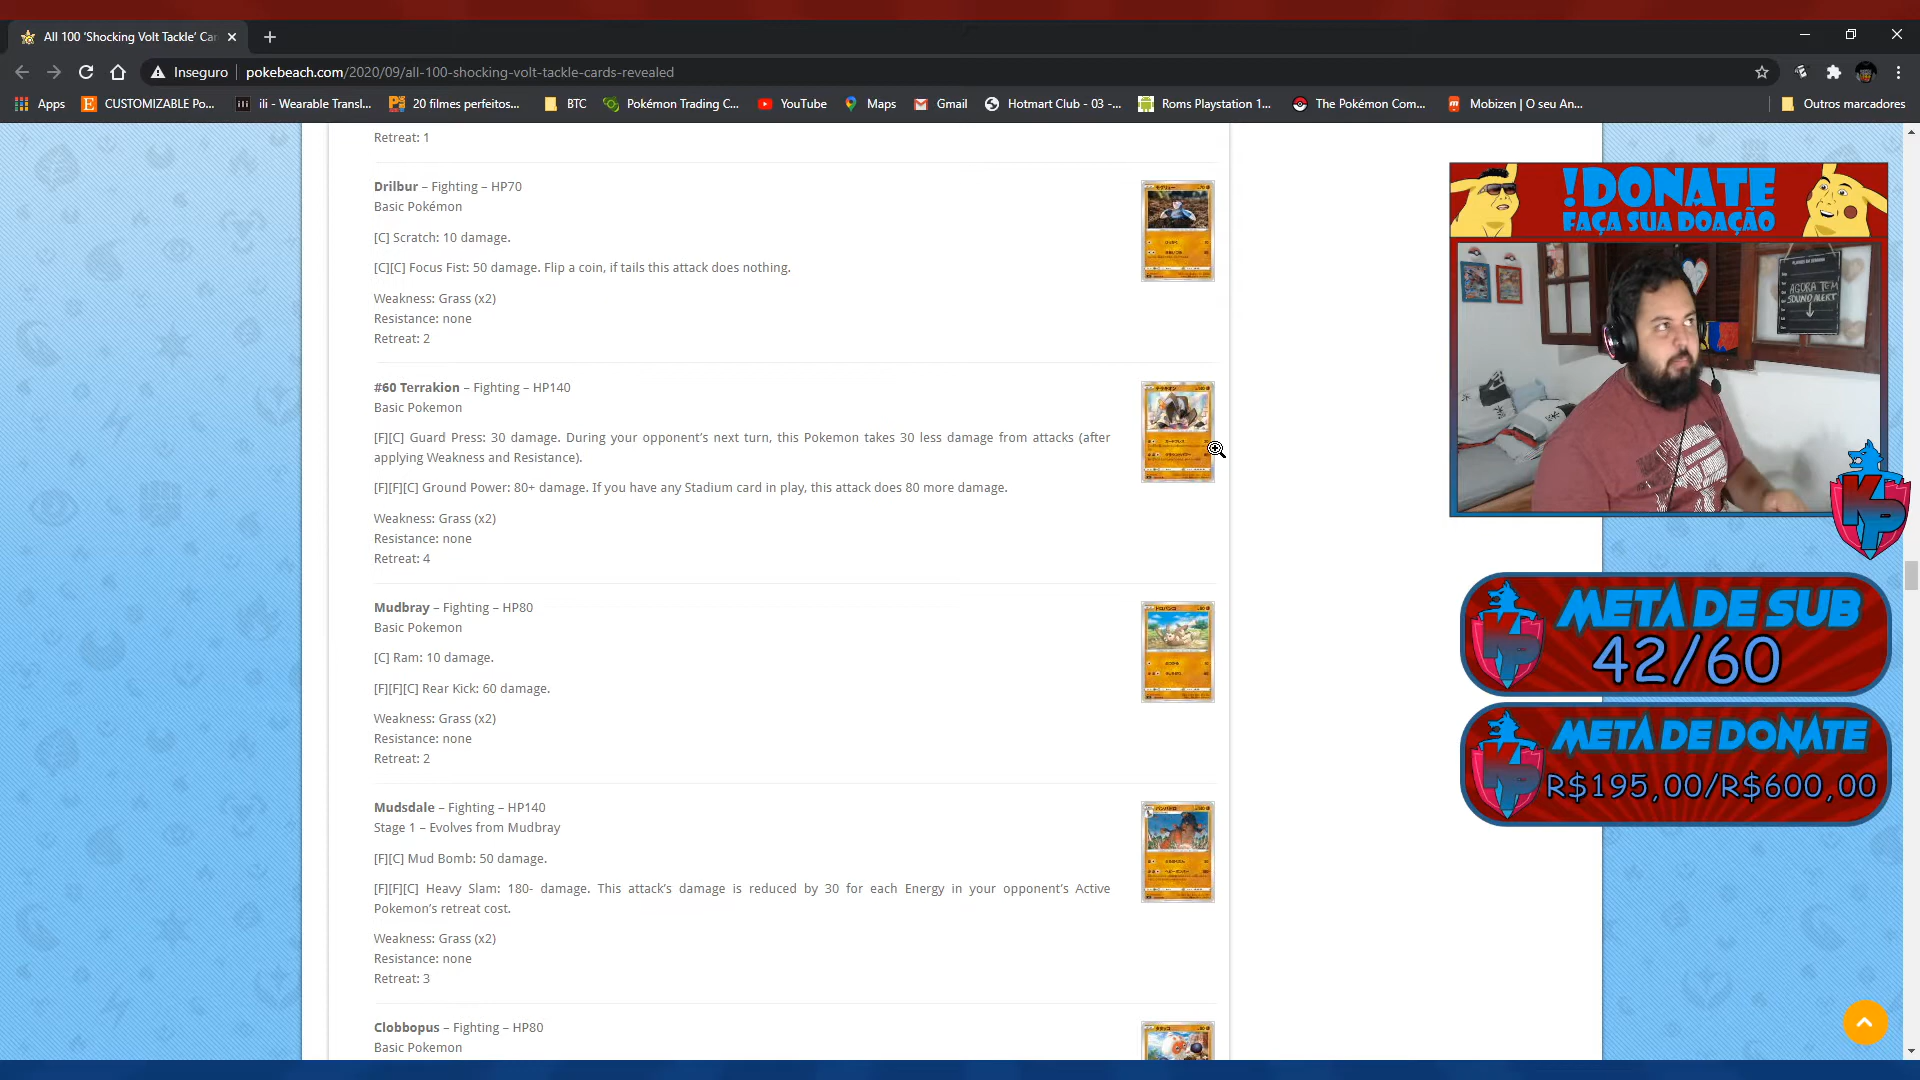 All 100 'Shocking Volt Tackle' Car
Inseguro
pokebeach.com/2020/09/all-100-shocking-volt-tackle-cards-revealed
Apps
CUSTOMIZABLE Po...
ili - Wearable Transl...
20 filmes perfeitos...
BTC
Pokémon Trading C...
YouTube
Maps
Gmail
Hotmart Club - 03 -...
Roms Playstation 1...
The Pokémon Com...
Mobizen | O seu An...
Outros marcadores
Retreat: 1
Drilbur – Fighting – HP70
Basic Pokémon
[C] Scratch: 10 damage.
[C][C] Focus Fist: 50 damage. Flip a coin, if tails this attack does nothing.
Weakness: Grass (x2)
Resistance: none
Retreat: 2
#60 Terrakion – Fighting – HP140
Basic Pokemon
[F][C] Guard Press: 30 damage. During your opponent's next turn, this Pokemon takes 30 less damage from attacks (after
applying Weakness and Resistance).
[F][F][C] Ground Power: 80+ damage. If you have any Stadium card in play, this attack does 80 more damage.
Weakness: Grass (x2)
Resistance: none
Retreat: 4
Mudbray – Fighting – HP80
Basic Pokemon
[C] Ram: 10 damage.
[F][F][C] Rear Kick: 60 damage.
Weakness: Grass (x2)
Resistance: none
Retreat: 2
Mudsdale – Fighting – HP140
Stage 1 – Evolves from Mudbray
[F][C] Mud Bomb: 50 damage.
[F][F][C] Heavy Slam: 180- damage. This attack's damage is reduced by 30 for each Energy in your opponent's Active
Pokemon's retreat cost.
Weakness: Grass (x2)
Resistance: none
Retreat: 3
Clobbopus – Fighting – HP80
Basic Pokemon
!DONATE
FAÇA SUA DOAÇÃO
AGORA TEM
SOUND ALERT
KP
META DE SUB
42/60
KP
META DE DONATE
R$195,00/R$600,00
KP